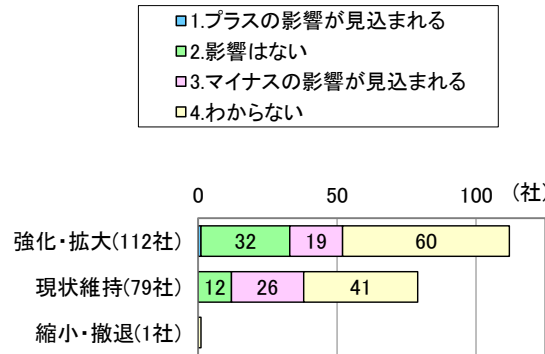 1.プラスの影響が見込まれる
2.影響はない
3.マイナスの影響が見込まれる
4.わからない
0 50 100 (社)
強化・拡大(112社) 32 19 60
現状維持(79社) 12 26 41
縮小・撤退(1社)